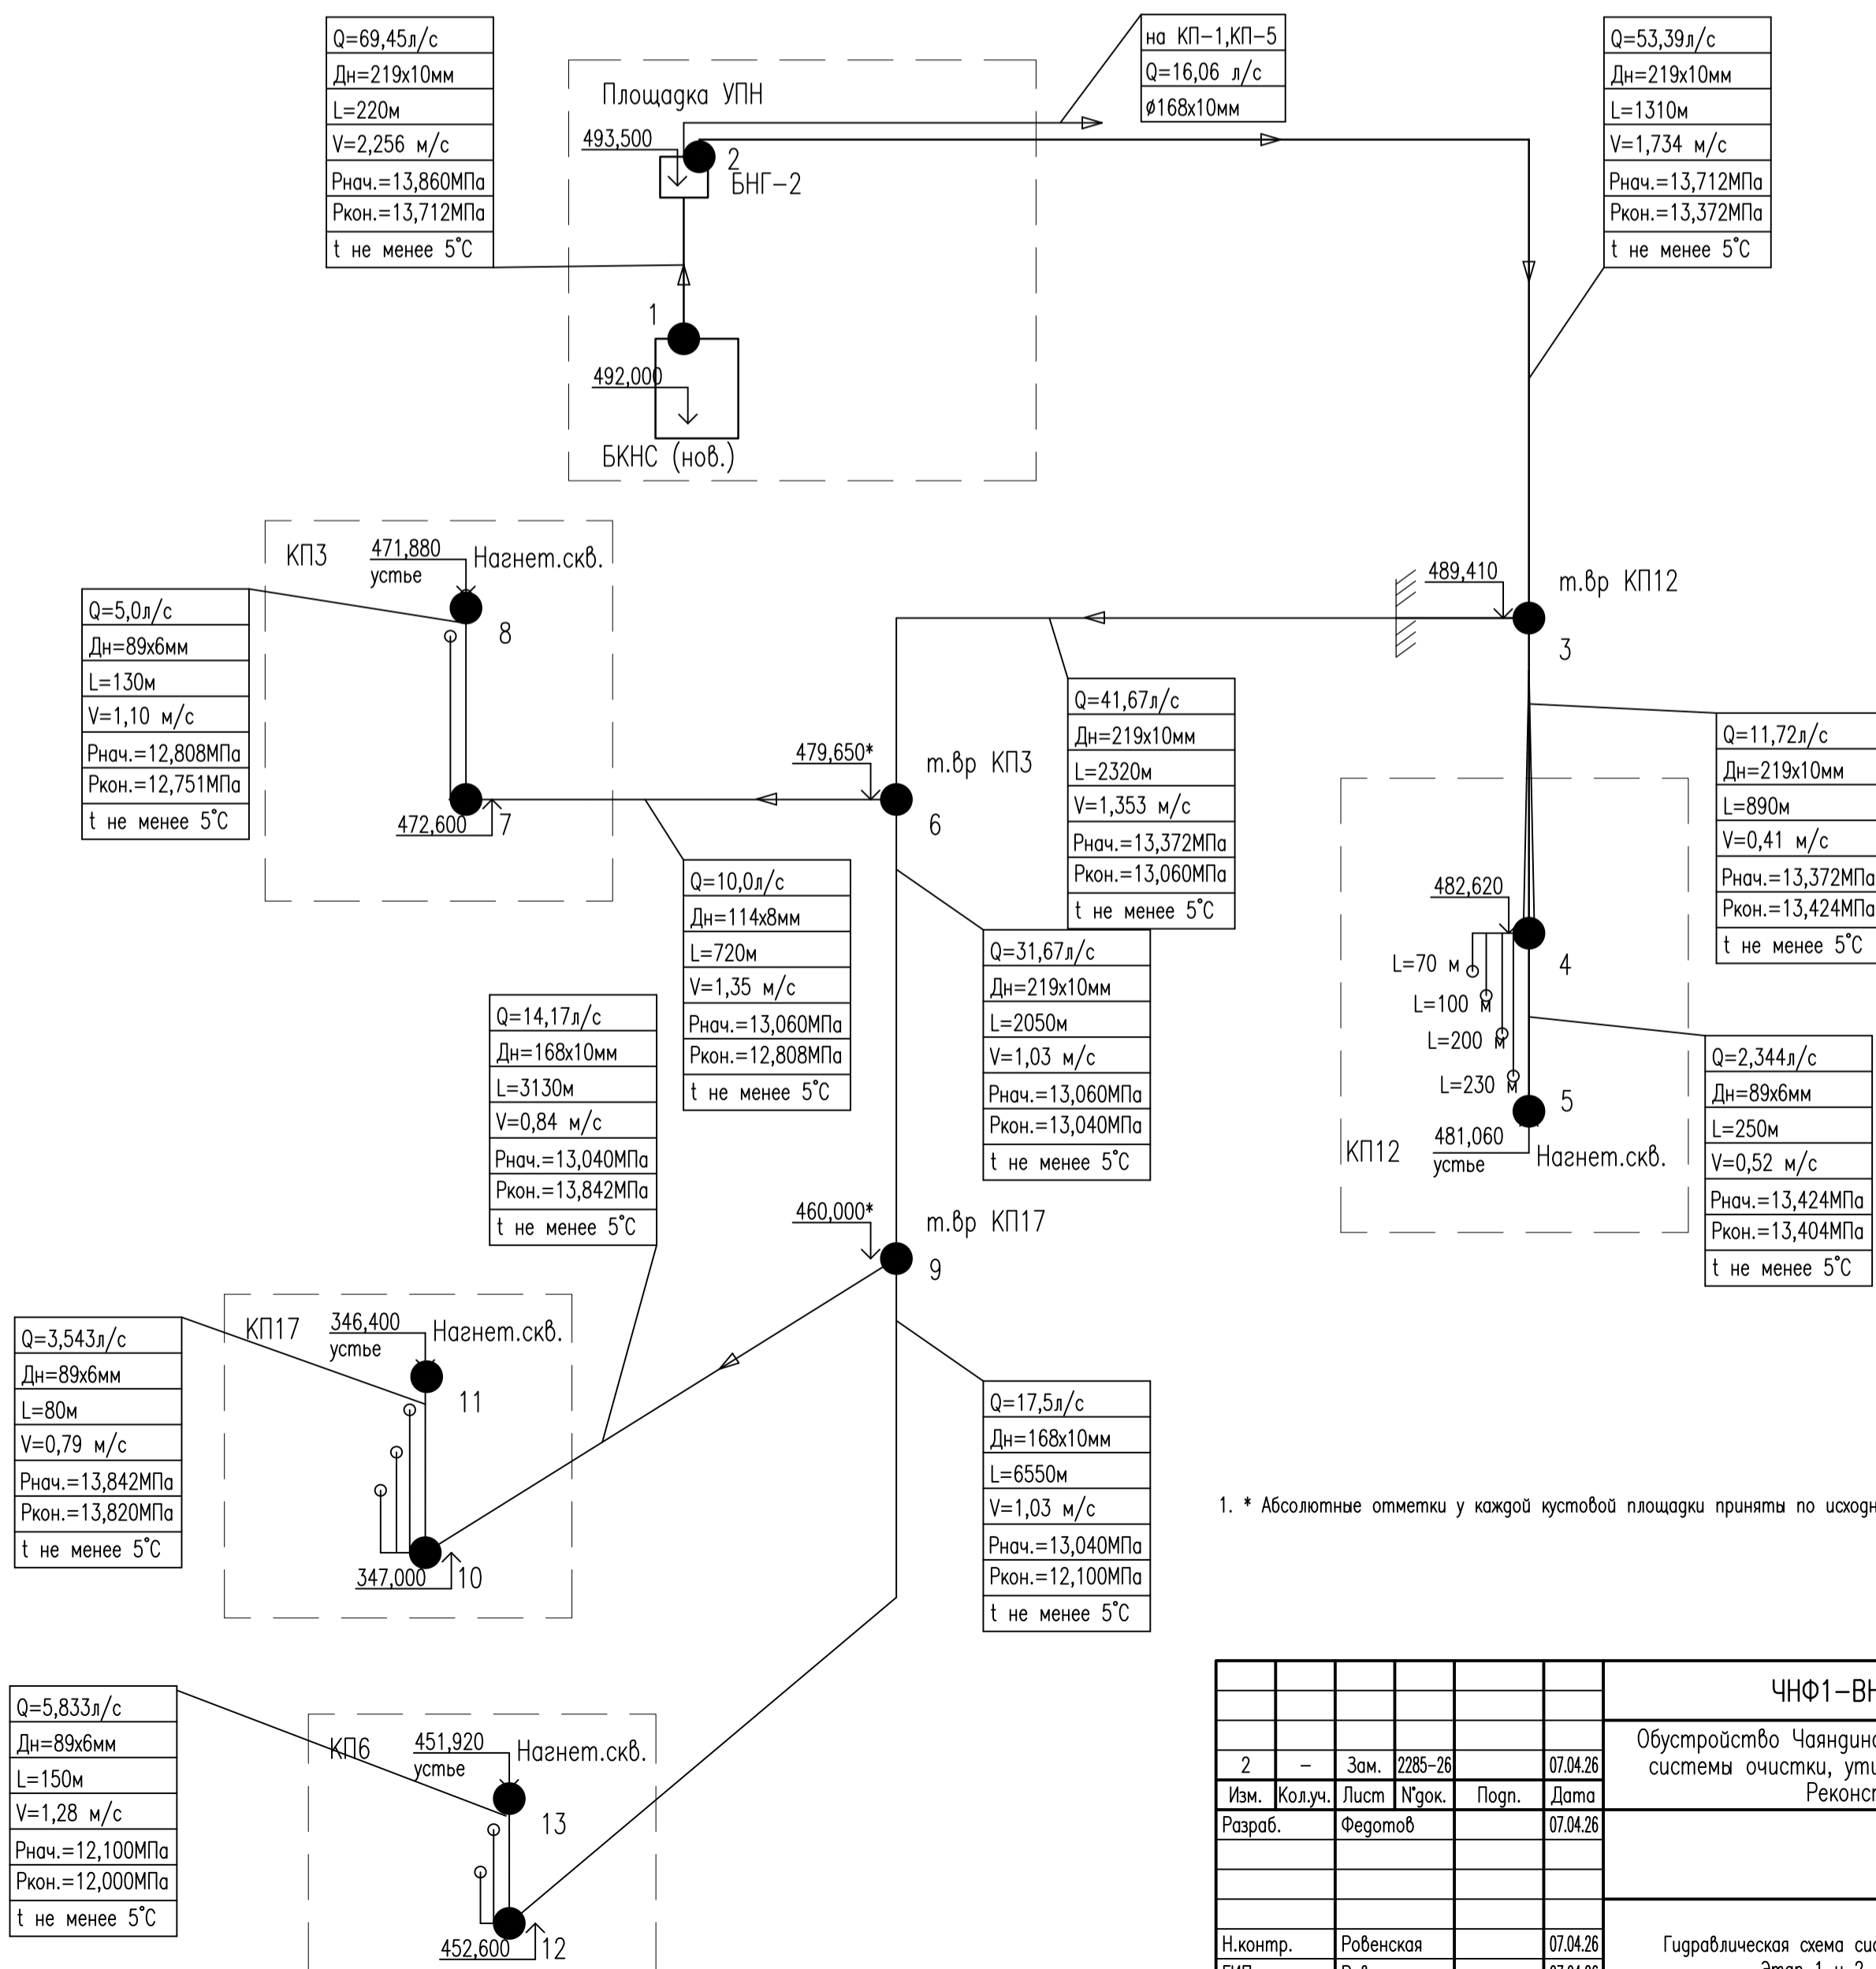 Q=69,45л/с
Дн=219х10мм
L=220м
V=2,256 м/с
Рнач.=13,860МПа
Ркон.=13,712МПа
t не менее 5°С
Площадка УПН
493,500
2
БНГ-2
1
492,000
БКНС (нов.)
на КП-1,КП-5
Q=16,06 л/с
ø168х10мм
Q=53,39л/с
Дн=219х10мм
L=1310м
V=1,734 м/с
Рнач.=13,712МПа
Ркон.=13,372МПа
t не менее 5°С
КП3
471,880
устье
Нагнет.скв.
8
472,600
7
Q=5,0л/с
Дн=89х6мм
L=130м
V=1,10 м/с
Рнач.=12,808МПа
Ркон.=12,751МПа
t не менее 5°С
489,410
т.вр КП12
3
479,650*
т.вр КП3
6
Q=41,67л/с
Дн=219х10мм
L=2320м
V=1,353 м/с
Рнач.=13,372МПа
Ркон.=13,060МПа
t не менее 5°С
Q=11,72л/с
Дн=219х10мм
L=890м
V=0,41 м/с
Рнач.=13,372МПа
Ркон.=13,424МПа
t не менее 5°С
Q=10,0л/с
Дн=114х8мм
L=720м
V=1,35 м/с
Рнач.=13,060МПа
Ркон.=12,808МПа
t не менее 5°С
Q=31,67л/с
Дн=219х10мм
L=2050м
V=1,03 м/с
Рнач.=13,060МПа
Ркон.=13,040МПа
t не менее 5°С
482,620
4
L=70 м
L=100 м
L=200 м
L=230 м
5
КП12
481,060
устье
Нагнет.скв.
Q=2,344л/с
Дн=89х6мм
L=250м
V=0,52 м/с
Рнач.=13,424МПа
Ркон.=13,404МПа
t не менее 5°С
Q=14,17л/с
Дн=168х10мм
L=3130м
V=0,84 м/с
Рнач.=13,040МПа
Ркон.=13,842МПа
t не менее 5°С
460,000*
т.вр КП17
9
Q=3,543л/с
Дн=89х6мм
L=80м
V=0,79 м/с
Рнач.=13,842МПа
Ркон.=13,820МПа
t не менее 5°С
КП17
346,400
устье
Нагнет.скв.
11
347,000
10
Q=17,5л/с
Дн=168х10мм
L=6550м
V=1,03 м/с
Рнач.=13,040МПа
Ркон.=12,100МПа
t не менее 5°С
1. * Абсолютные отметки у каждой кустовой площадки приняты по исходн
Q=5,833л/с
Дн=89х6мм
L=150м
V=1,28 м/с
Рнач.=12,100МПа
Ркон.=12,000МПа
t не менее 5°С
КП6
451,920
устье
Нагнет.скв.
13
452,600
12
ЧНФ1-ВН
Обустройство Чаяндинс
системы очистки, ути
Реконст
2 - Зам. 2285-26 07.04.26
Изм. Кол.уч. Лист N°док. Подп. Дата
Разраб. Федотов 07.04.26
Н.контр. Ровенская 07.04.26
Гидравлическая схема сис